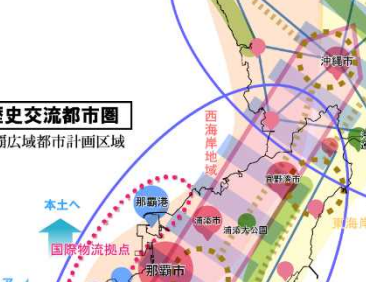 沖縄市
歴史交流都市圏
覇広域都市計画区域
西海岸地域
宜野湾市
本土へ
那覇港
浦添市
浦添大公園
東海岸
国際物流拠点
那覇市